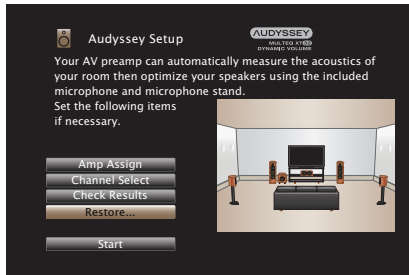 Audyssey Setup
AUDYSSEY
MULTEQ XT32
DYNAMIC VOLUME
Your AV preamp can automatically measure the acoustics of
your room then optimize your speakers using the included
microphone and microphone stand.
Set the following items
if necessary.
Amp Assign
Channel Select
Check Results
Restore...
Start